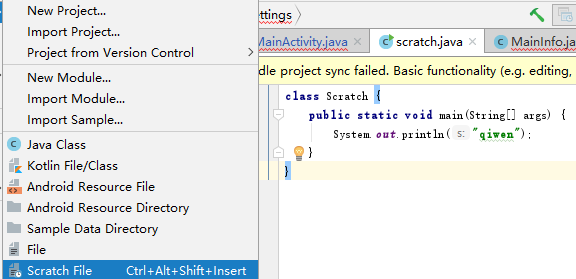 New Project...
Import Project...
Project from Version Control
New Module...
Import Module...
Import Sample...
Java Class
Kotlin File/Class
Android Resource File
Android Resource Directory
Sample Data Directory
File
Scratch File Ctrl+Alt+Shift+Insert
ettings
MainActivity.java scratch.java MainInfo.ja
dle project sync failed. Basic functionality (e.g. editing,
class Scratch {
public static void main(String[] args) {
System.out.println( s: "qiwen");
}
}